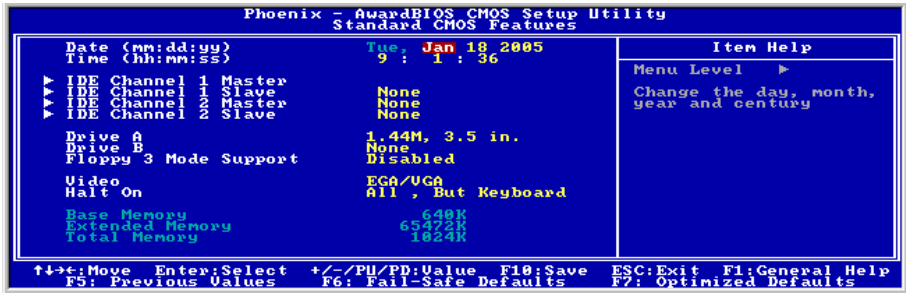 Phoenix - AwardBIOS CMOS Setup Utility
Standard CMOS Features
Date (mm:dd:yy) Tue, Jan 18 2005
Time (hh:mm:ss) 9 : 1 : 36
► IDE Channel 1 Master
► IDE Channel 1 Slave None
► IDE Channel 2 Master None
► IDE Channel 2 Slave None
Drive A 1.44M, 3.5 in.
Drive B None
Floppy 3 Mode Support Disabled
Video EGA/VGA
Halt On All , But Keyboard
Base Memory 640K
Extended Memory 65472K
Total Memory 1024K
Item Help
Menu Level ►
Change the day, month,
year and century
↑↓→←:Move Enter:Select +/-/PU/PD:Value F10:Save ESC:Exit F1:General Help
F5: Previous Values F6: Fail-Safe Defaults F7: Optimized Defaults